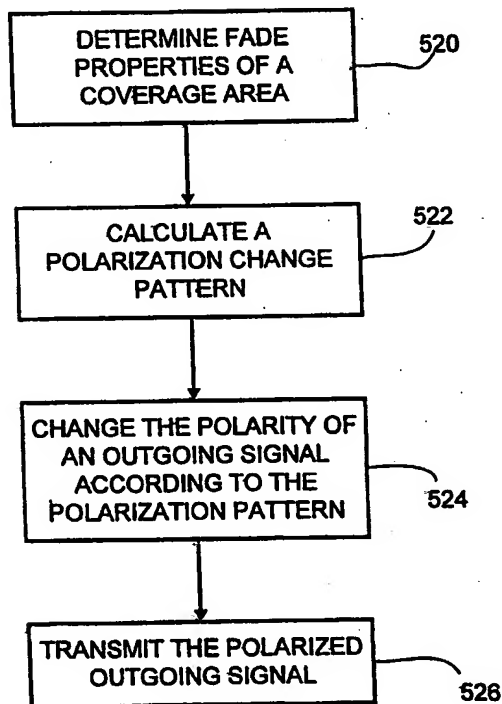 DETERMINE FADE
PROPERTIES OF A
COVERAGE AREA
520
CALCULATE A
POLARIZATION CHANGE
PATTERN
522
CHANGE THE POLARITY OF
AN OUTGOING SIGNAL
ACCORDING TO THE
POLARIZATION PATTERN
524
TRANSMIT THE POLARIZED
OUTGOING SIGNAL
526